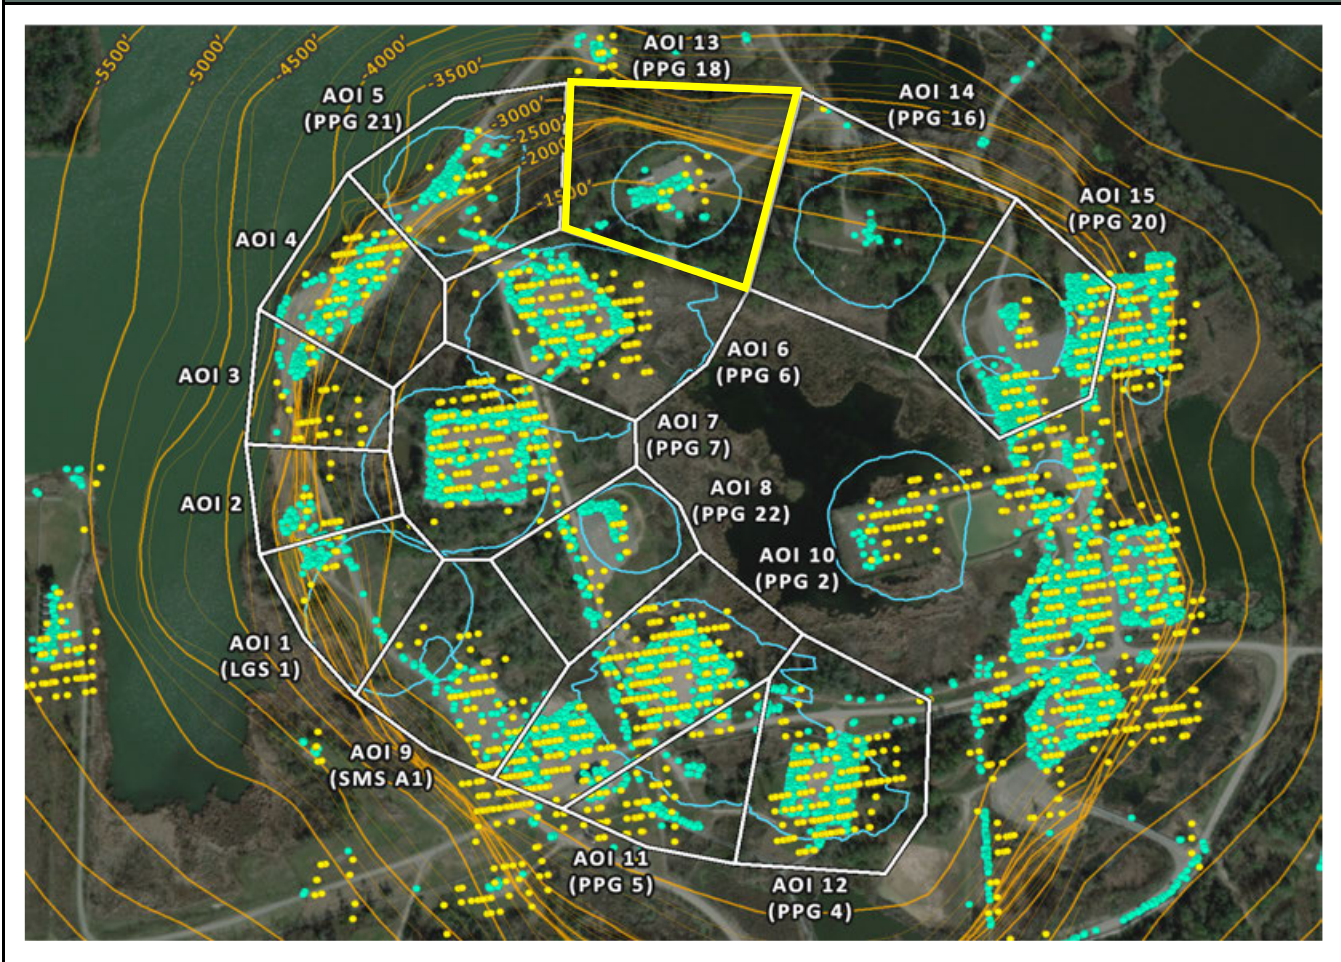 -5500'
-5000'
-4500'
-4000'
-3500'
-3000'
-2500'
-2000'
-1500'
AOI 13
(PPG 18)
AOI 5
(PPG 21)
AOI 14
(PPG 16)
AOI 15
(PPG 20)
AOI 4
AOI 3
AOI 6
(PPG 6)
AOI 7
(PPG 7)
AOI 2
AOI 8
(PPG 22)
AOI 10
(PPG 2)
AOI 1
(LGS 1)
AOI 9
(SMS A1)
AOI 11
(PPG 5)
AOI 12
(PPG 4)